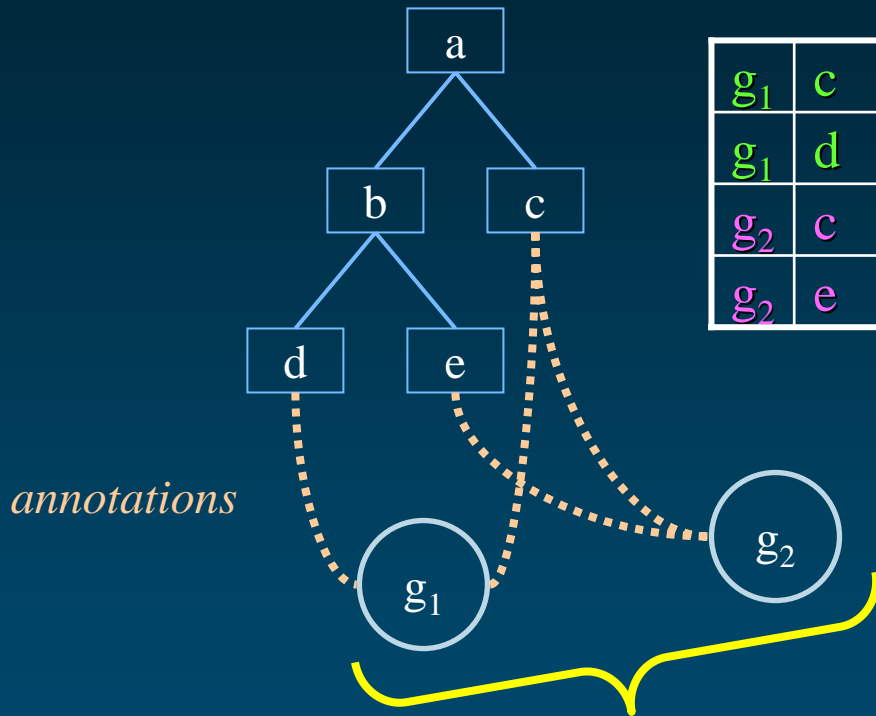 a
b c
d e
annotations
g₁
g₂
g₁ c
g₁ d
g₂ c
g₂ e